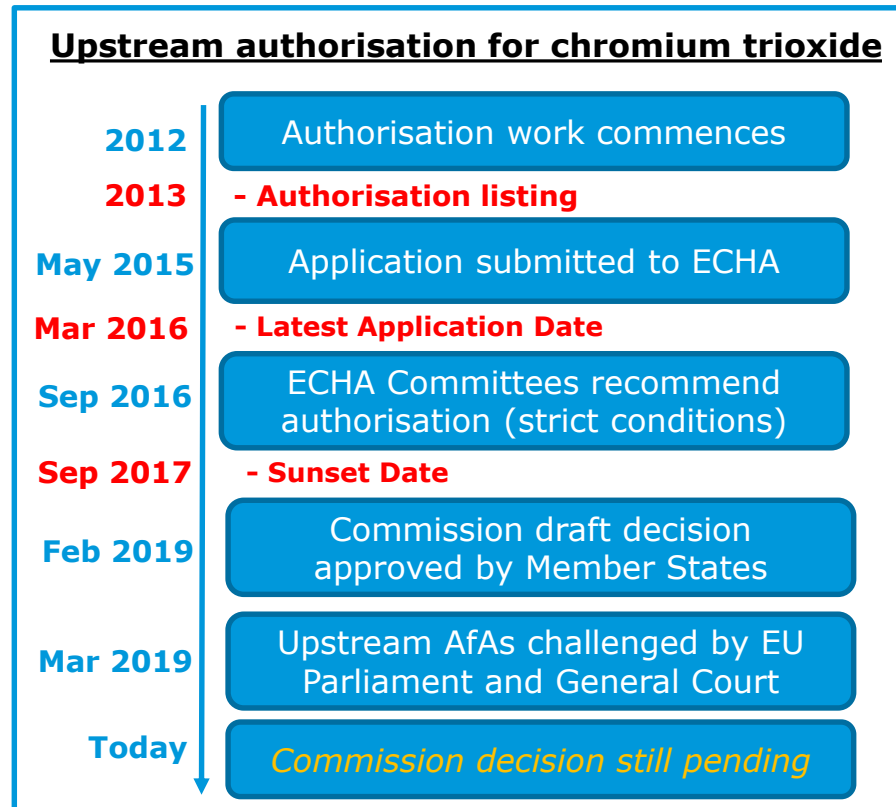 Upstream authorisation for chromium trioxide
2012
Authorisation work commences
2013
- Authorisation listing
May 2015
Application submitted to ECHA
Mar 2016
- Latest Application Date
Sep 2016
ECHA Committees recommend
authorisation (strict conditions)
Sep 2017
- Sunset Date
Feb 2019
Commission draft decision
approved by Member States
Mar 2019
Upstream AfAs challenged by EU
Parliament and General Court
Today
Commission decision still pending